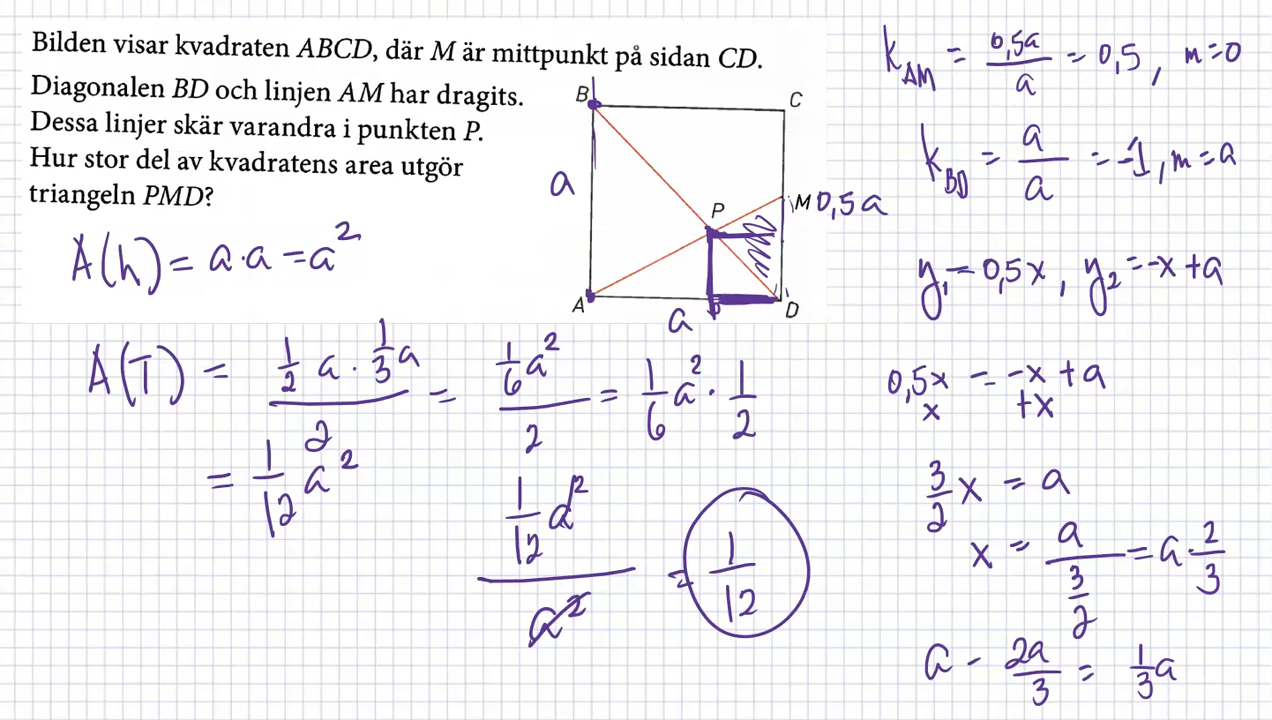 Bilden visar kvadraten ABCD, där M är mittpunkt på sidan CD.
Diagonalen BD och linjen AM har dragits.
Dessa linjer skär varandra i punkten P.
Hur stor del av kvadratens area utgör
triangeln PMD?
B
C
a
P
M 0,5a
A
a
D
A(h) = a·a = a²
A(T) = (1/2 a · 1/3 a)/2 = (1/6 a²)/2 = 1/6 a² · 1/2
= 1/12 a²
(1/12 a²)/a² = 1/12
k_AM = 0,5a/a = 0,5, m=0
k_BD = a/a = -1, m=a
y₁ = 0,5x, y₂ = -x+a
0,5x = -x+a
x +x
3/2 x = a
x = a/(3/2) = a·2/3
a - 2a/3 = 1/3 a